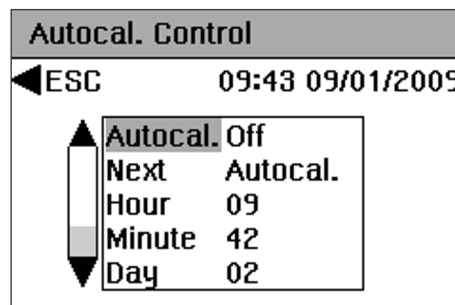 Autocal. Control
ESC 09:43 09/01/2009
Autocal. Off
Next Autocal.
Hour 09
Minute 42
Day 02